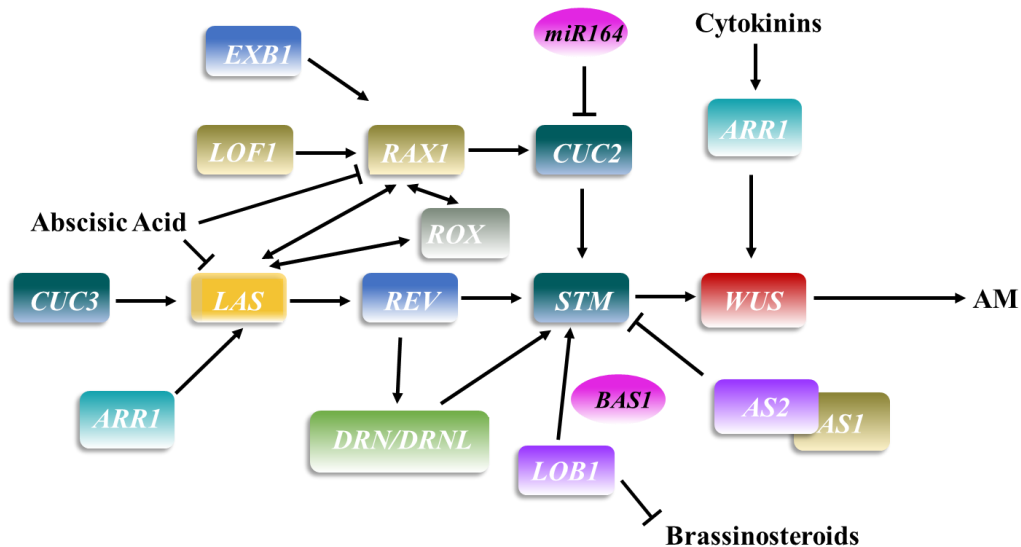 Cytokinins
miR164
EXB1
ARR1
LOF1
RAX1
CUC2
Abscisic Acid
ROX
CUC3
LAS
REV
STM
WUS
AM
BAS1
ARR1
AS2
AS1
DRN/DRNL
LOB1
Brassinosteroids